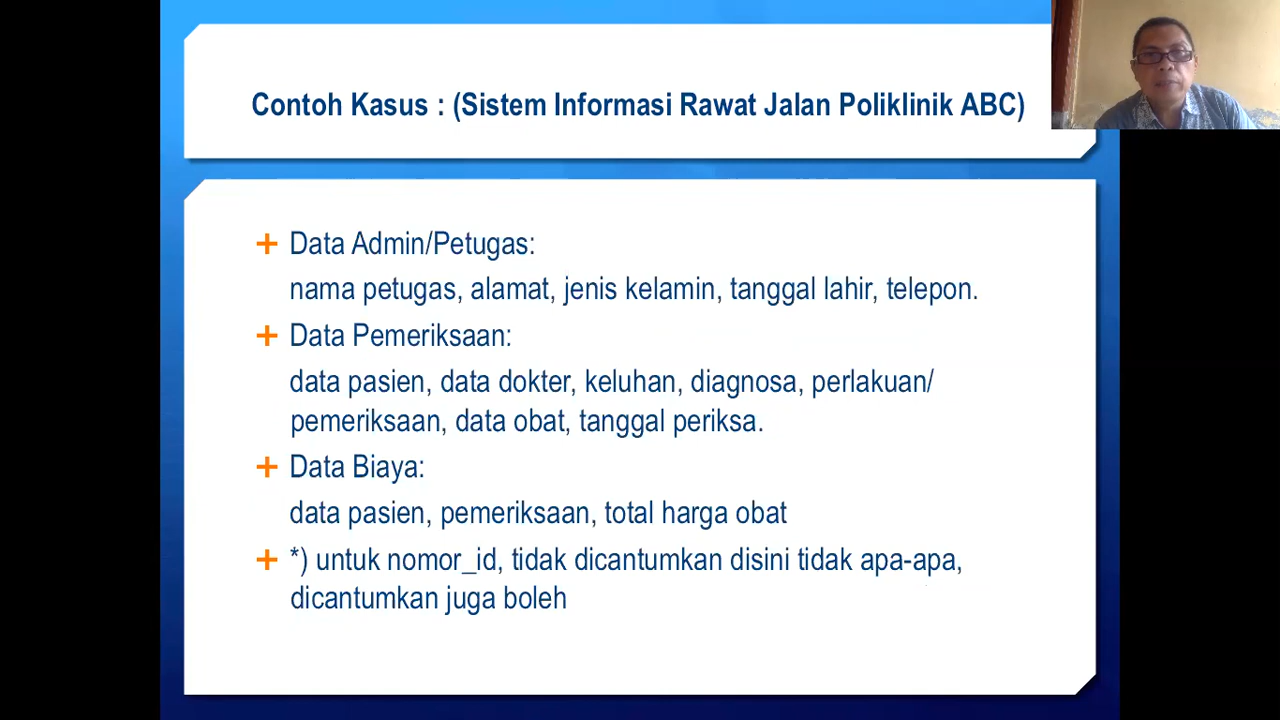 Contoh Kasus : (Sistem Informasi Rawat Jalan Poliklinik ABC)
Data Admin/Petugas:
nama petugas, alamat, jenis kelamin, tanggal lahir, telepon.
Data Pemeriksaan:
data pasien, data dokter, keluhan, diagnosa, perlakuan/
pemeriksaan, data obat, tanggal periksa.
Data Biaya:
data pasien, pemeriksaan, total harga obat
*) untuk nomor_id, tidak dicantumkan disini tidak apa-apa,
dicantumkan juga boleh